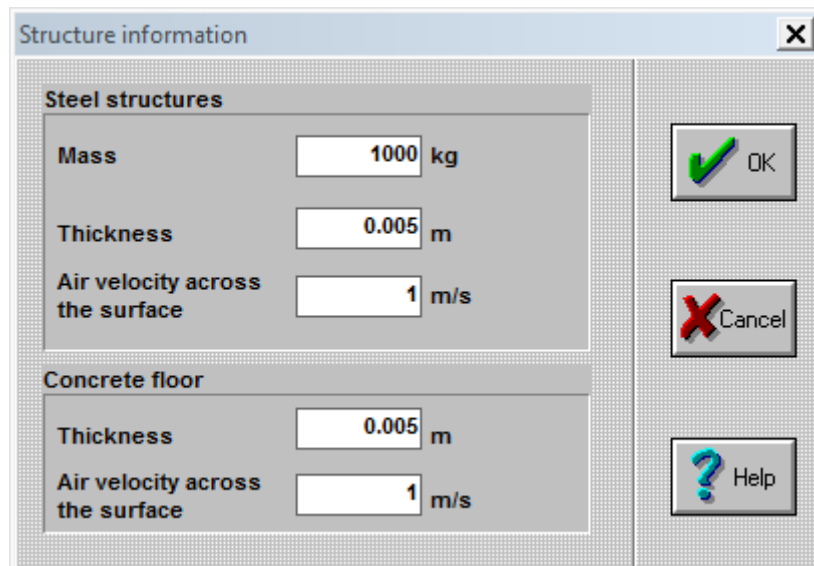 Structure information
Steel structures
Mass 1000 kg
Thickness 0.005 m
Air velocity across
the surface 1 m/s
Concrete floor
Thickness 0.005 m
Air velocity across
the surface 1 m/s
OK
Cancel
Help